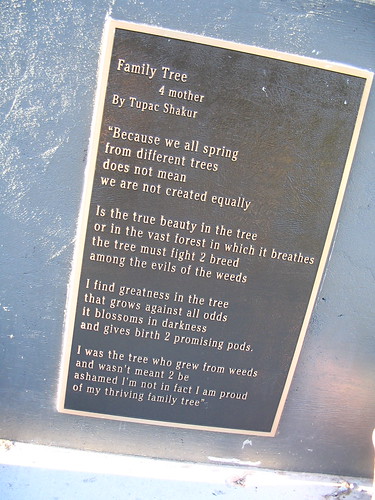 Family Tree
4 mother
By Tupac Shakur
"Because we all spring
from different trees
does not mean
we are not created equally
Is the true beauty in the tree
or in the vast forest in which it breathes
the tree must fight 2 breed
among the evils of the weeds
I find greatness in the tree
that grows against all odds
it blossoms in darkness
and gives birth 2 promising pods.
I was the tree who grew from weeds
and wasn't meant 2 be
ashamed I'm not in fact I am proud
of my thriving family tree"